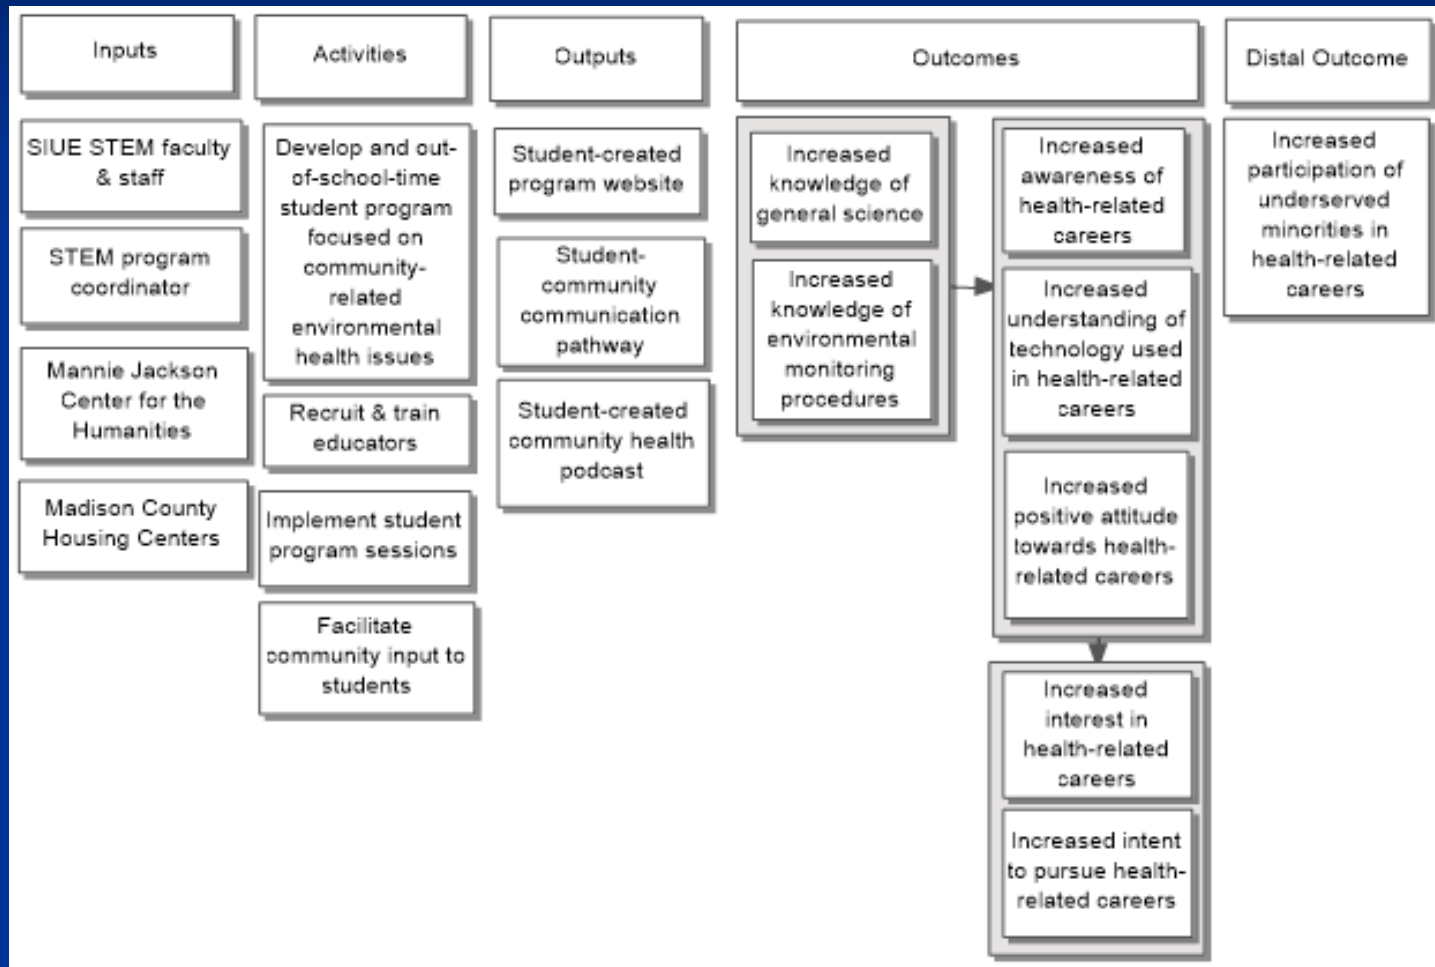 Inputs
SIUE STEM faculty
& staff
STEM program
coordinator
Mannie Jackson
Center for the
Humanities
Madison County
Housing Centers
Activities
Develop and out-
of-school-time
student program
focused on
community-
related
environmental
health issues
Recruit & train
educators
Implement student
program sessions
Facilitate
community input to
students
Outputs
Student-created
program website
Student-
community
communication
pathway
Student-created
community health
podcast
Outcomes
Increased
knowledge of
general science
Increased
knowledge of
environmental
monitoring
procedures
Increased
awareness of
health-related
careers
Increased
understanding of
technology used
in health-related
careers
Increased
positive attitude
towards health-
related careers
Increased
interest in
health-related
careers
Increased intent
to pursue health-
related careers
Distal Outcome
Increased
participation of
underserved
minorities in
health-related
careers